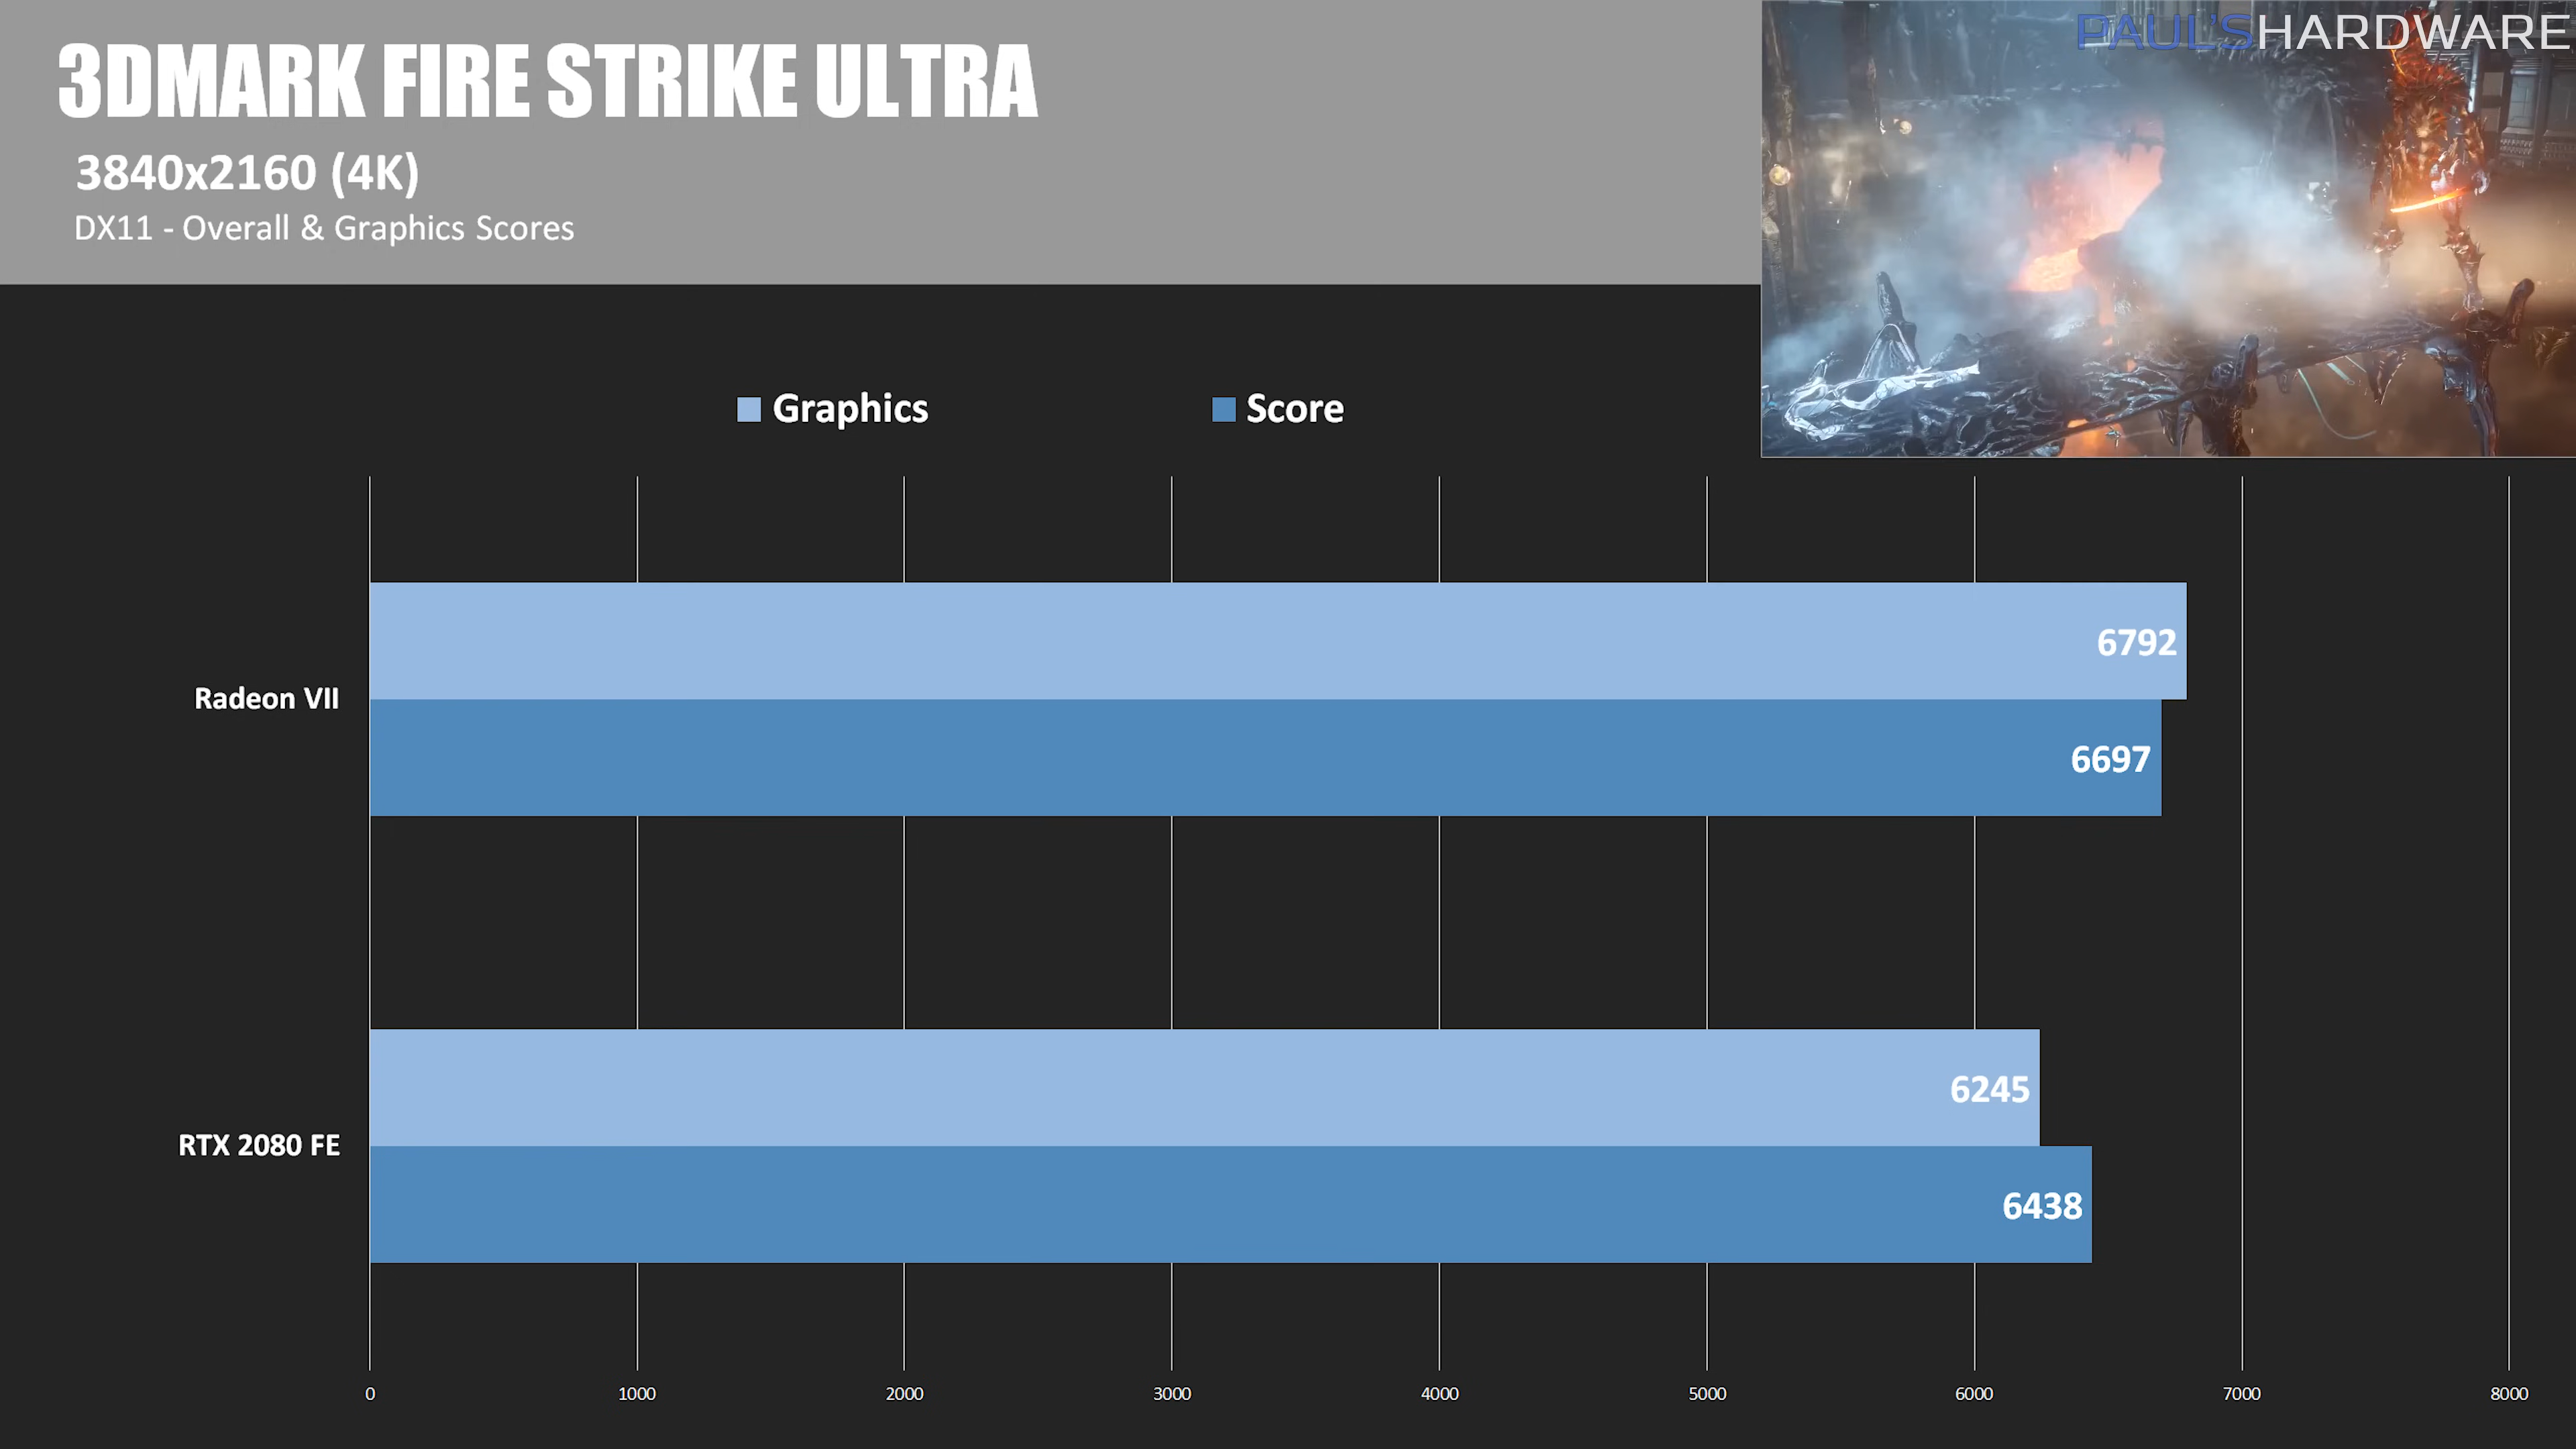 PAUL'SHARDWARE
3DMARK FIRE STRIKE ULTRA
3840x2160 (4K)
DX11 - Overall & Graphics Scores
Graphics
Score
Radeon VII
6792
6697
RTX 2080 FE
6245
6438
0 1000 2000 3000 4000 5000 6000 7000 8000